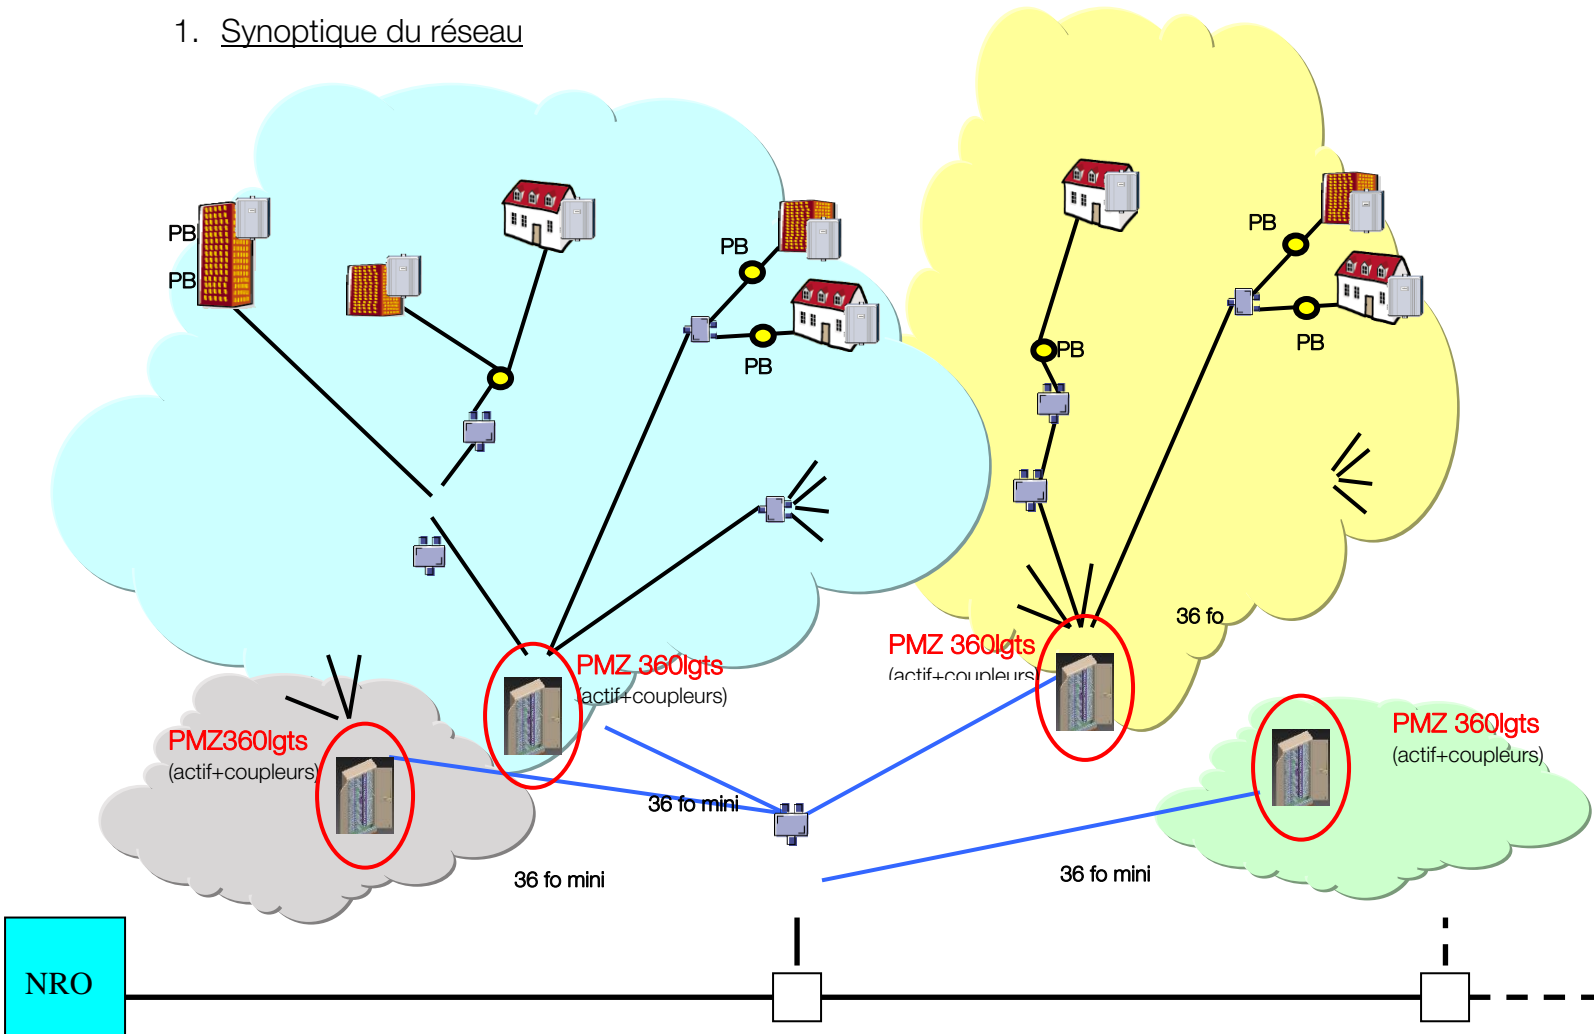 1. Synoptique du réseau
PB
PB
PB
PB
PB
PB
PB
36 fo
PMZ 360lgts
(actif+coupleurs)
PMZ 360lgts
(actif+coupleurs
PMZ360lgts
(actif+coupleurs)
PMZ 360lgts
(actif+coupleurs)
36 fo mini
36 fo mini
36 fo mini
NRO